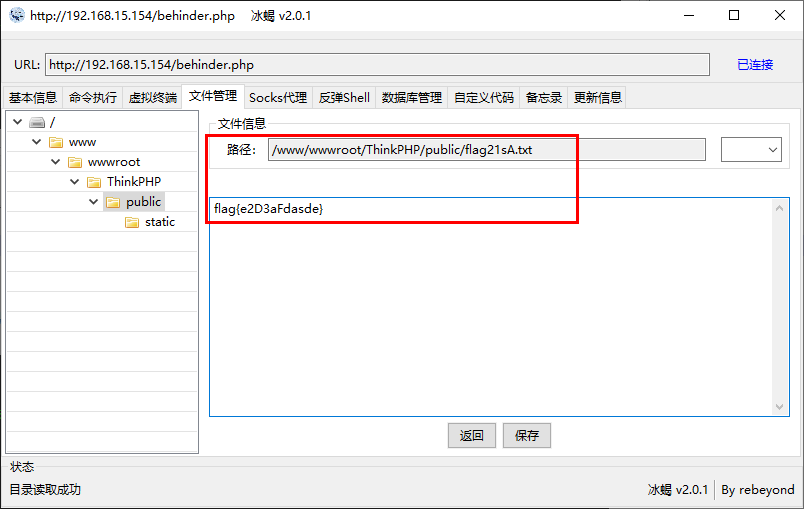 http://192.168.15.154/behinder.php 冰蝎 v2.0.1
URL: http://192.168.15.154/behinder.php 已连接
基本信息 命令执行 虚拟终端 文件管理 Socks代理 反弹Shell 数据库管理 自定义代码 备忘录 更新信息
/
www
wwwroot
ThinkPHP
public
static
文件信息
路径: /www/wwwroot/ThinkPHP/public/flag21sA.txt
flag{e2D3aFdasde}
返回 保存
状态
目录读取成功 冰蝎 v2.0.1 By rebeyond